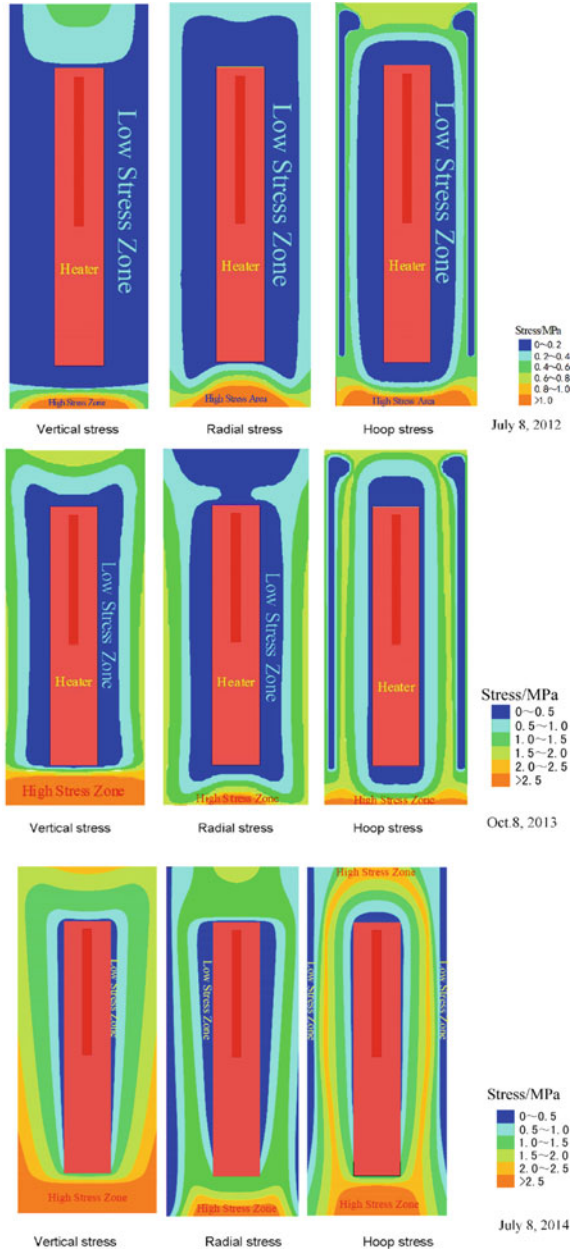 Low Stress Zone
Heater
High Stress Zone
Low Stress Zone
Heater
High Stress Area
Low Stress Zone
Heater
High Stress Area
Stress/MPa
0~0.2
0.2~0.4
0.4~0.6
0.6~0.8
0.8~1.0
>1.0
Vertical stress
Radial stress
Hoop stress
July 8, 2012
Low Stress Zone
Heater
High Stress Zone
Low Stress Zone
Heater
High Stress Zone
Heater
High Stress Zone
Stress/MPa
0~0.5
0.5~1.0
1.0~1.5
1.5~2.0
2.0~2.5
>2.5
Vertical stress
Radial stress
Hoop stress
Oct.8, 2013
Low Stress Zone
High Stress Zone
Low Stress Zone
High Stress Zone
High Stress Zone
Low Stress Zone
Low Stress Zone
High Stress Zone
Stress/MPa
0~0.5
0.5~1.0
1.0~1.5
1.5~2.0
2.0~2.5
>2.5
Vertical stress
Radial stress
Hoop stress
July 8, 2014